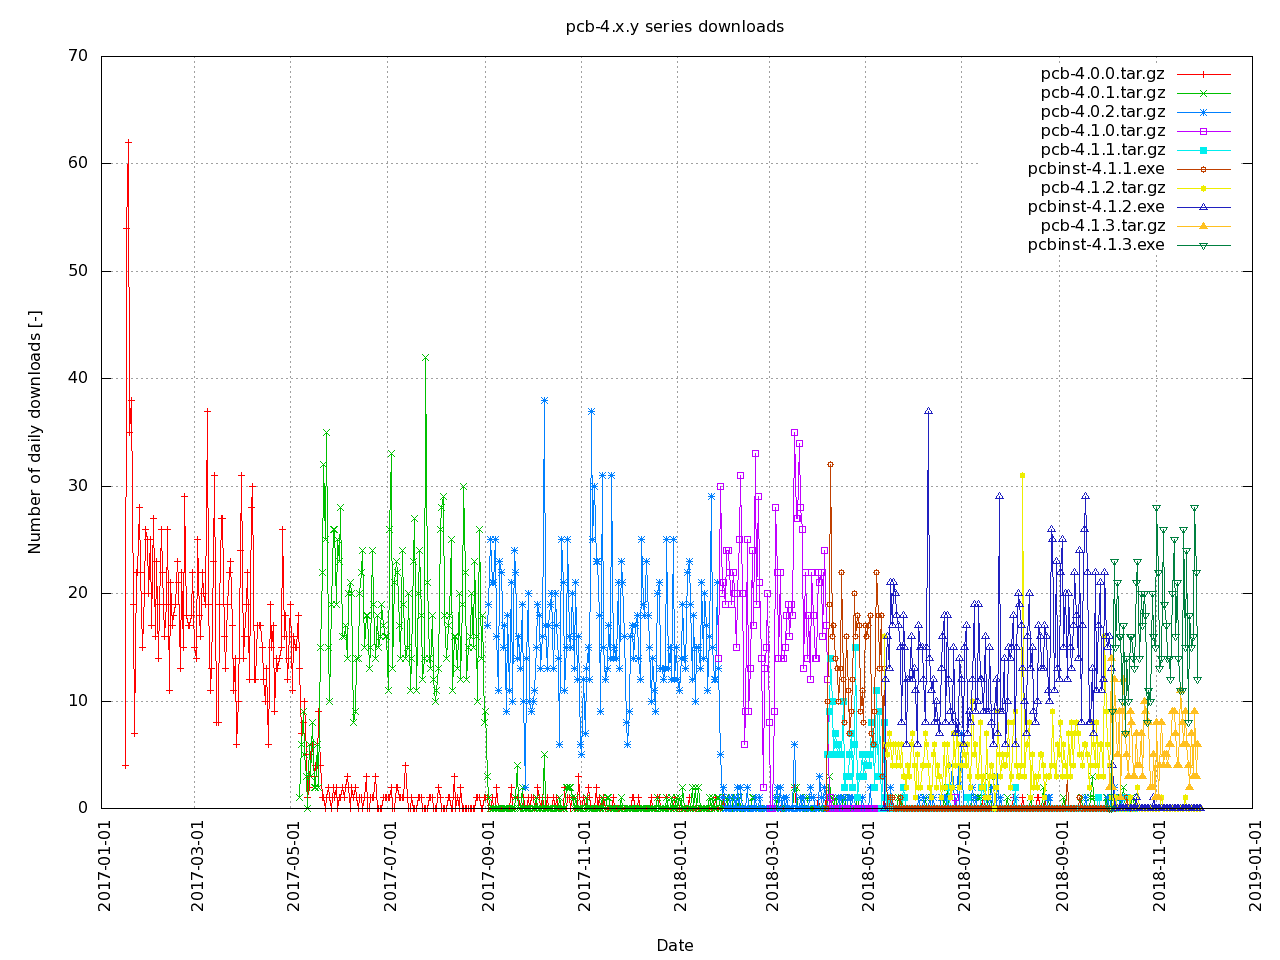 pcb-4.x.y series downloads
70
60
50
40
30
20
10
0
Number of daily downloads [-]
pcb-4.0.0.tar.gz
pcb-4.0.1.tar.gz
pcb-4.0.2.tar.gz
pcb-4.1.0.tar.gz
pcb-4.1.1.tar.gz
pcbinst-4.1.1.exe
pcb-4.1.2.tar.gz
pcbinst-4.1.2.exe
pcb-4.1.3.tar.gz
pcbinst-4.1.3.exe
2017-01-01
2017-03-01
2017-05-01
2017-07-01
2017-09-01
2017-11-01
2018-01-01
2018-03-01
2018-05-01
2018-07-01
2018-09-01
2018-11-01
2019-01-01
Date